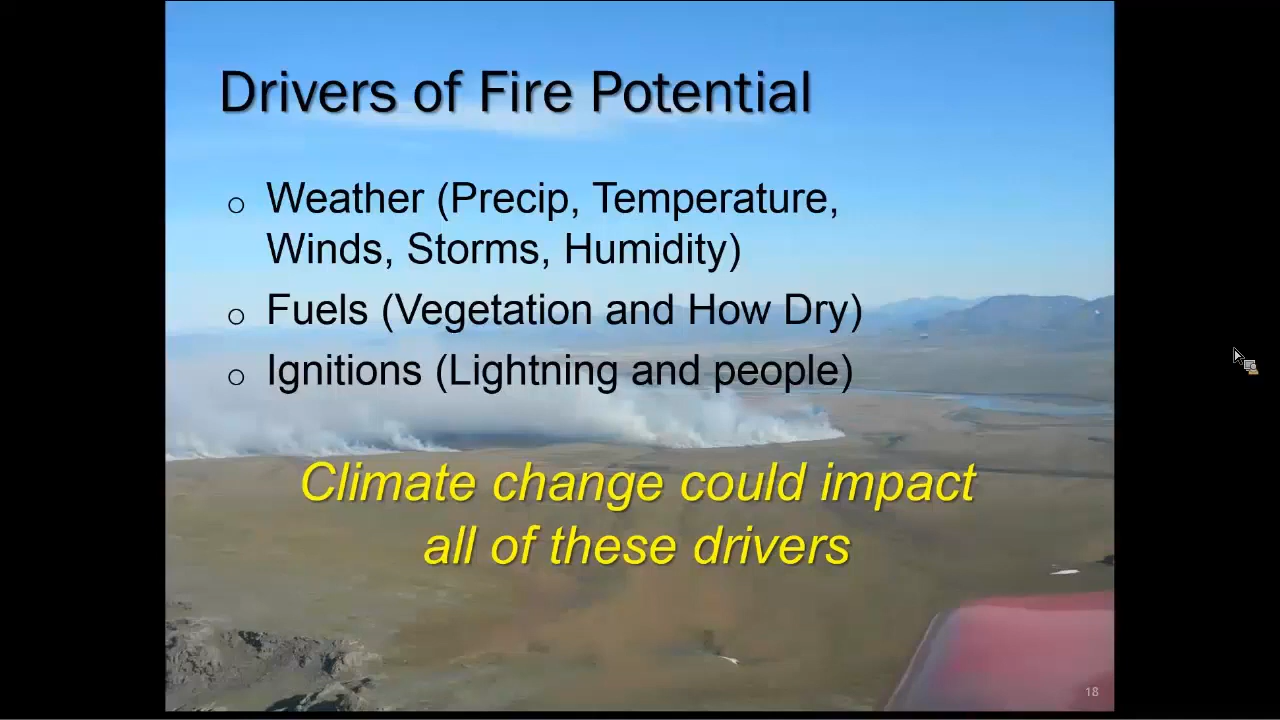 Drivers of Fire Potential
o Weather (Precip, Temperature,
Winds, Storms, Humidity)
o Fuels (Vegetation and How Dry)
o Ignitions (Lightning and people)
Climate change could impact
all of these drivers
18